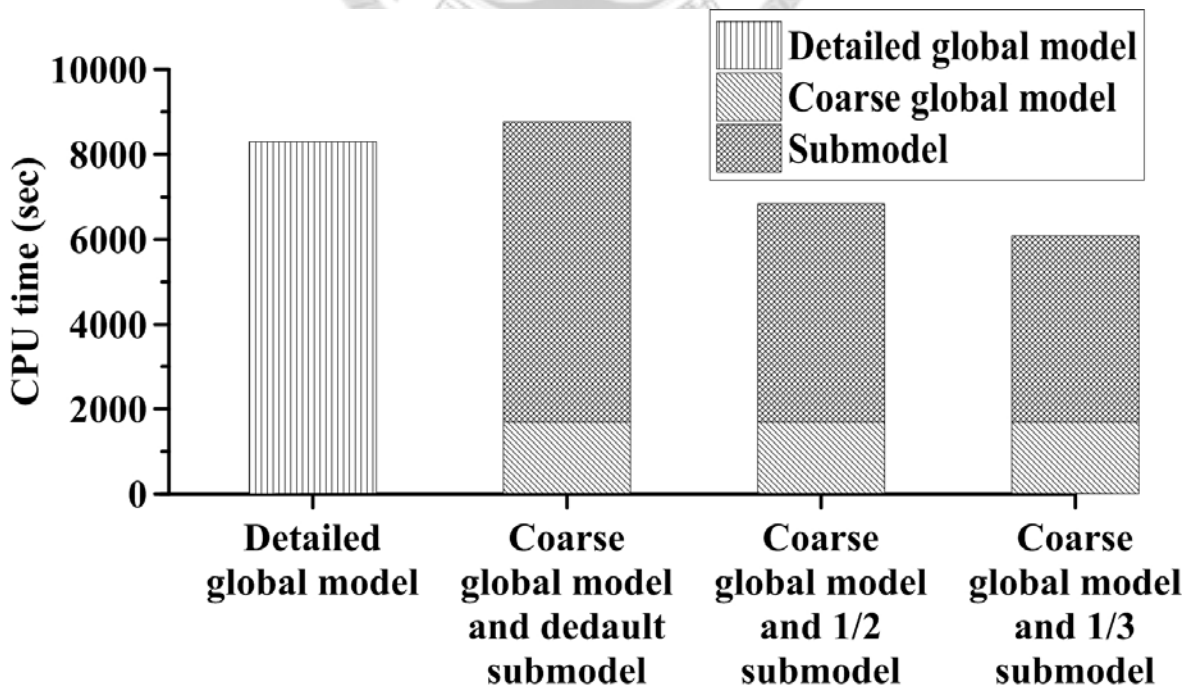 Detailed global model
Coarse global model
Submodel
10000
8000
6000
4000
2000
0
CPU time (sec)
Detailed
global model
Coarse
global model
and dedault
submodel
Coarse
global model
and 1/2
submodel
Coarse
global model
and 1/3
submodel